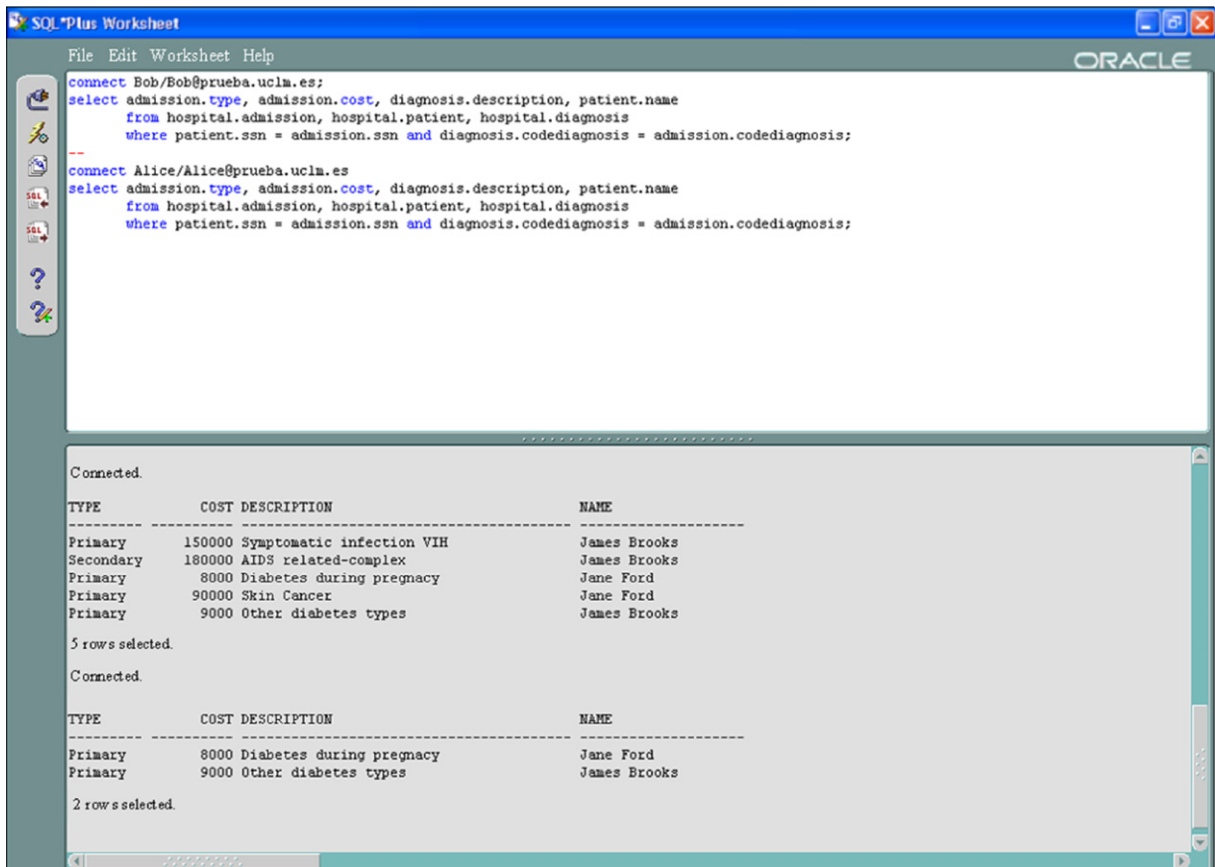 SQL*Plus Worksheet
File Edit Worksheet Help
ORACLE
connect Bob/Bob@prueba.uclm.es;
select admission.type, admission.cost, diagnosis.description, patient.name
from hospital.admission, hospital.patient, hospital.diagnosis
where patient.ssn = admission.ssn and diagnosis.codediagnosis = admission.codediagnosis;
--
connect Alice/Alice@prueba.uclm.es
select admission.type, admission.cost, diagnosis.description, patient.name
from hospital.admission, hospital.patient, hospital.diagnosis
where patient.ssn = admission.ssn and diagnosis.codediagnosis = admission.codediagnosis;
SQL
SQL
Connected.
TYPE COST DESCRIPTION NAME
--------- ---------- ---------------------------------------- --------------------
Primary 150000 Symptomatic infection VIH James Brooks
Secondary 180000 AIDS related-complex James Brooks
Primary 8000 Diabetes during pregnacy Jane Ford
Primary 90000 Skin Cancer Jane Ford
Primary 9000 Other diabetes types James Brooks
5 rows selected.
Connected.
TYPE COST DESCRIPTION NAME
--------- ---------- ---------------------------------------- --------------------
Primary 8000 Diabetes during pregnacy Jane Ford
Primary 9000 Other diabetes types James Brooks
2 rows selected.